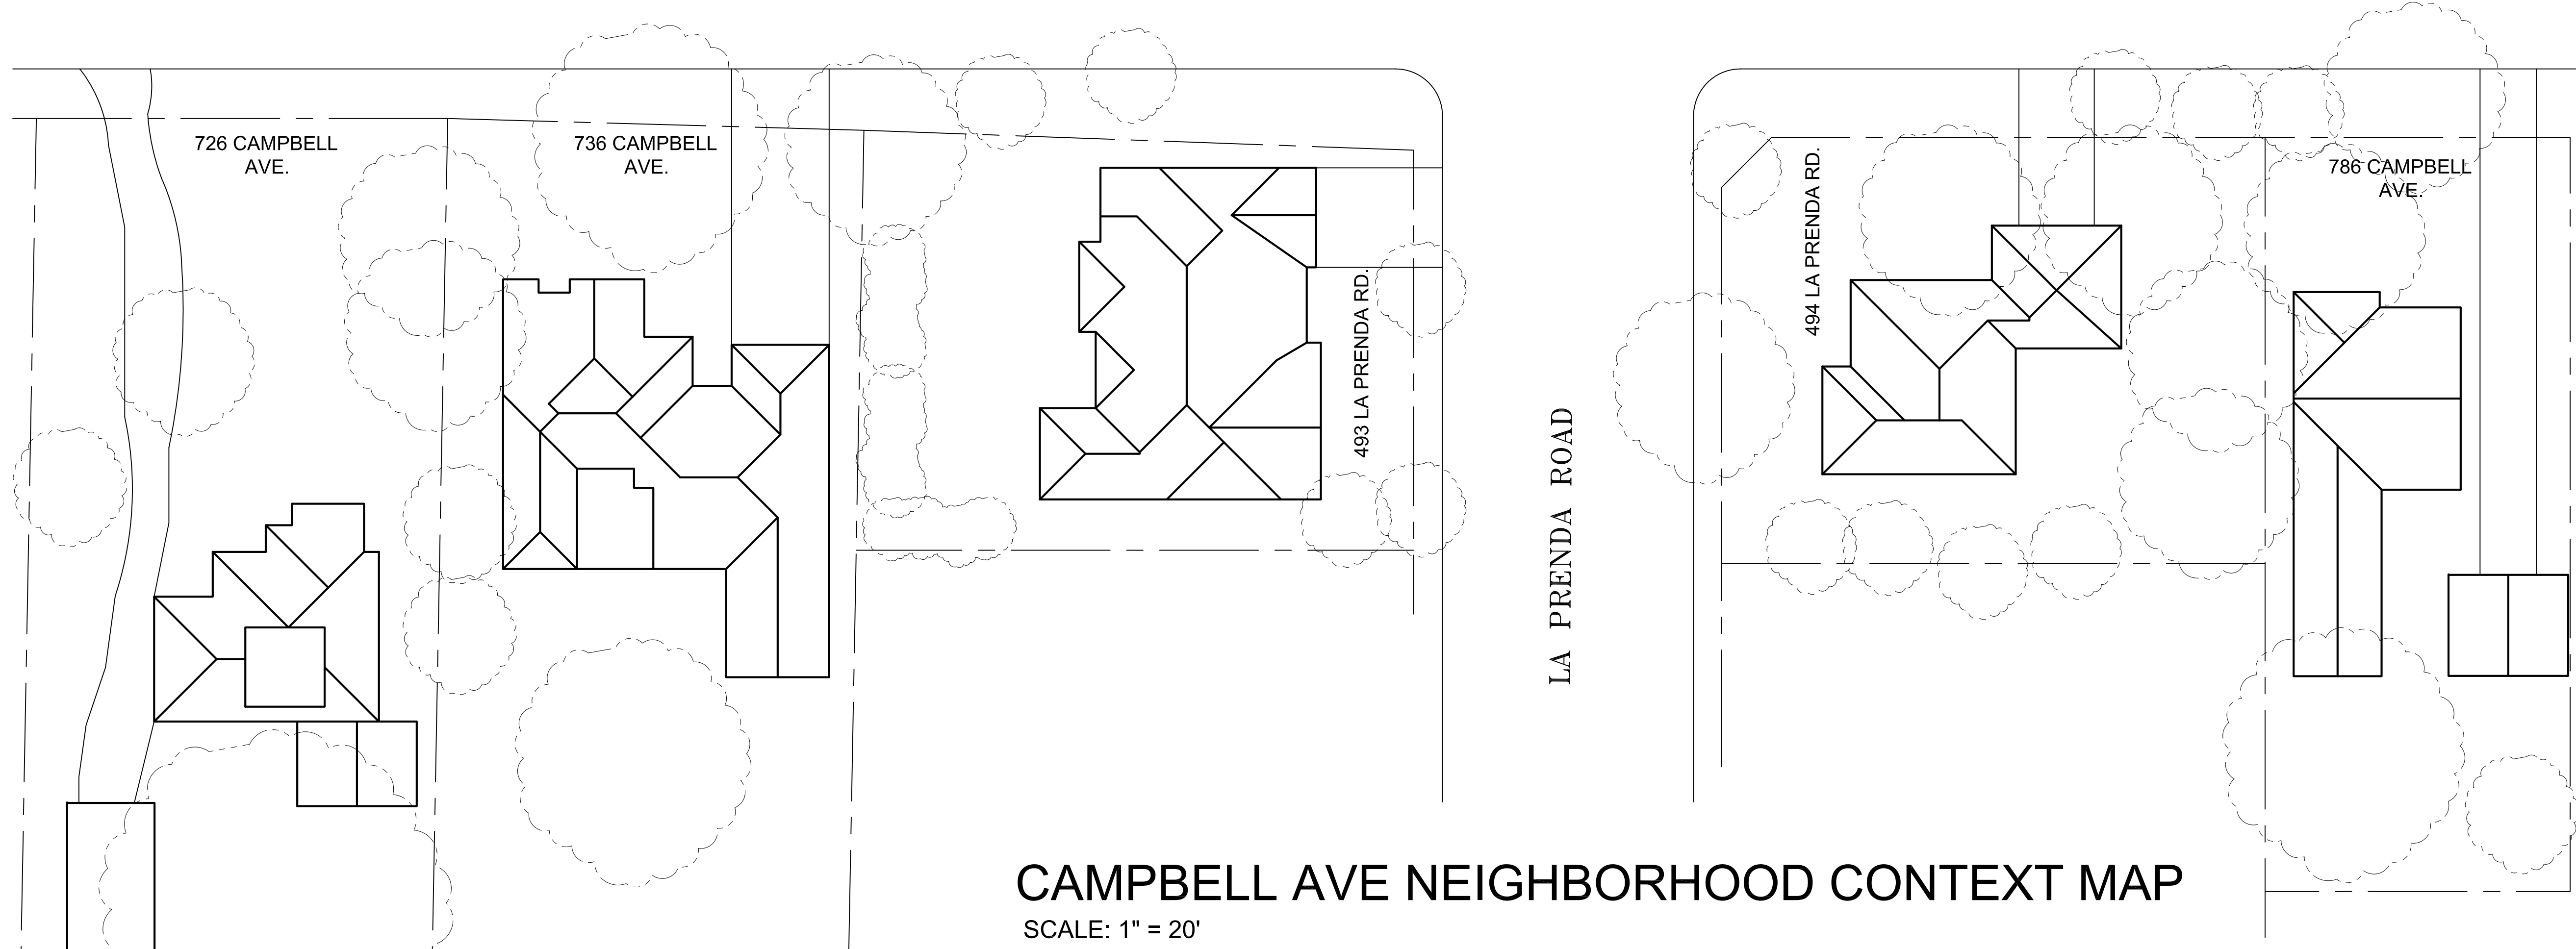 726 CAMPBELL
AVE.
736 CAMPBELL
AVE.
493 LA PRENDA RD.
LA PRENDA ROAD
494 LA PRENDA RD.
786 CAMPBELL
AVE.
CAMPBELL AVE NEIGHBORHOOD CONTEXT MAP
SCALE: 1" = 20'